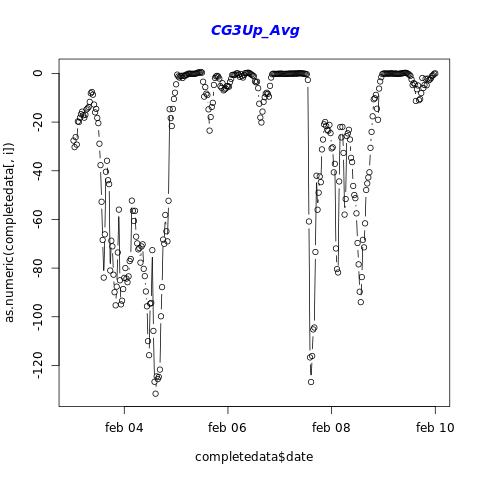 CG3Up_Avg
as.numeric(completedata[, i])
0
-20
-40
-60
-80
-100
-120
feb 04
feb 06
feb 08
feb 10
completedata$date